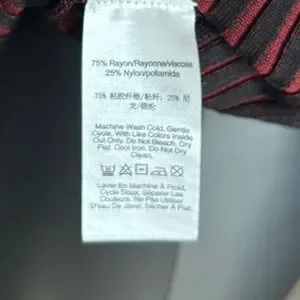 75% Rayon/Rayonne/viscosa
25% Nylon/poliamida
75% 粘胶纤维/粘纤, 25% 尼
龙/锦纶
Machine Wash Cold, Gentle
Cycle, With Like Colors Inside
Out Only. Do Not Bleach. Dry
Flat. Cool Iron. Do Not Dry
Clean.
Laver En Machine À Froid,
Cycle Doux. Séparer Les
Couleurs. Ne Pas Utiliser
D'Eau De Javel. Sécher À Plat.